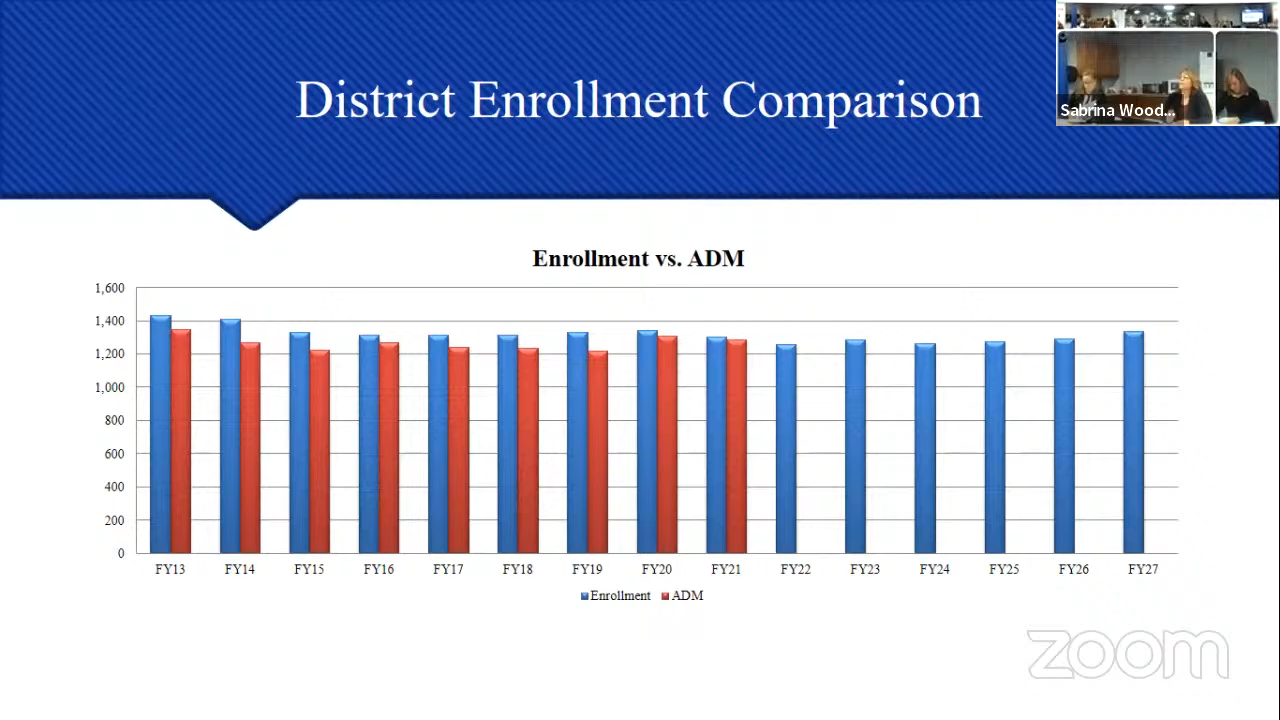 District Enrollment Comparison
Sabrina Wood...
Enrollment vs. ADM
1,600
1,400
1,200
1,000
800
600
400
200
0
FY13 FY14 FY15 FY16 FY17 FY18 FY19 FY20 FY21 FY22 FY23 FY24 FY25 FY26 FY27
Enrollment ADM
zoom